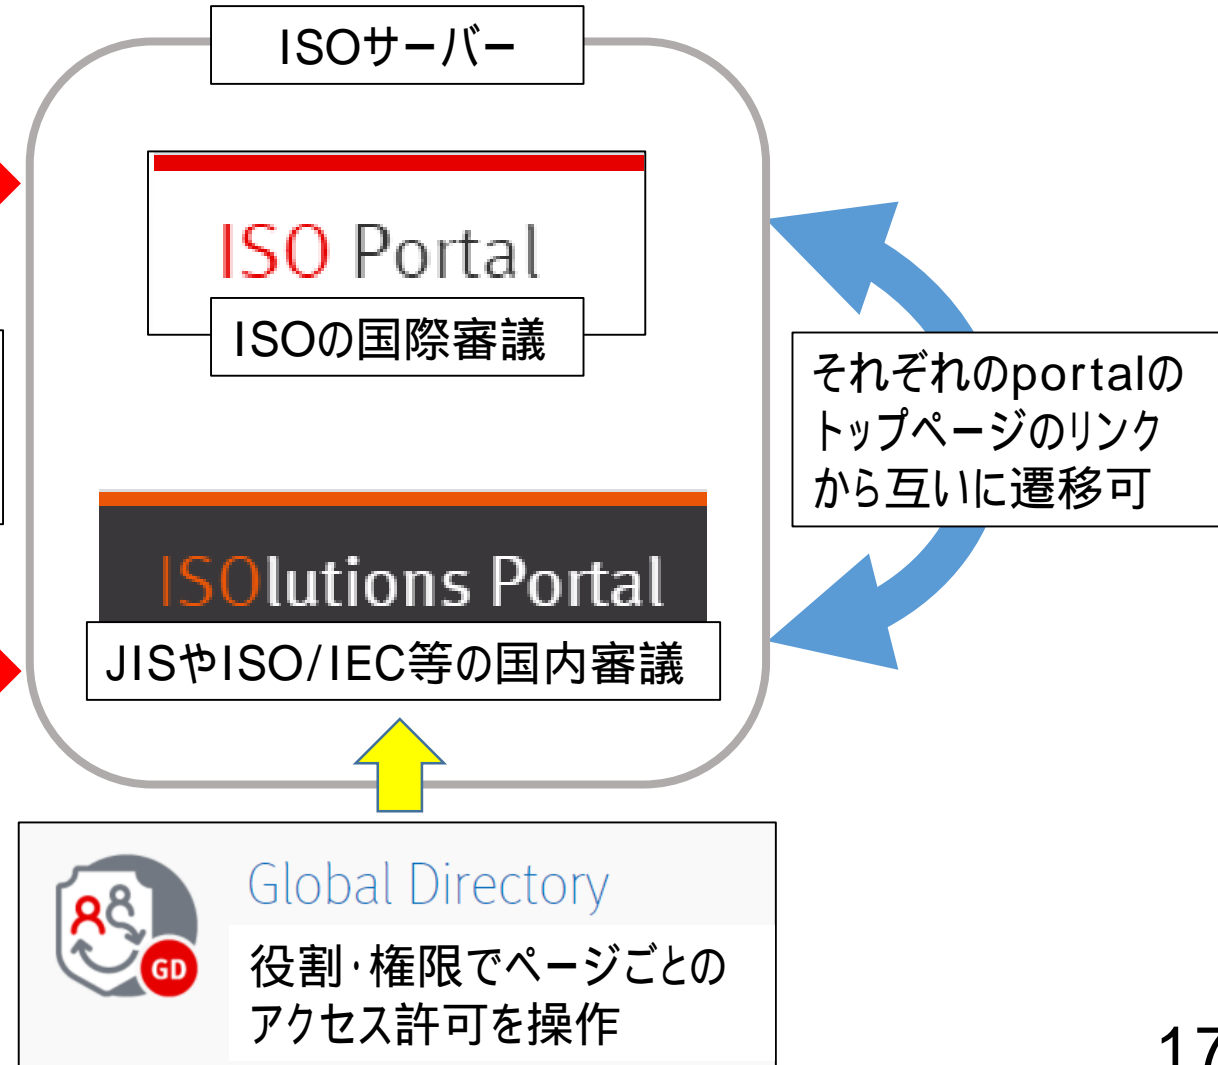 ISOサーバー
ISO Portal
ISOの国際審議
それぞれのportalの
トップページのリンク
から互いに遷移可
ISOlutions Portal
JISやISO/IEC等の国内審議
Global Directory
GD
役割・権限でページごとの
アクセス許可を操作
17